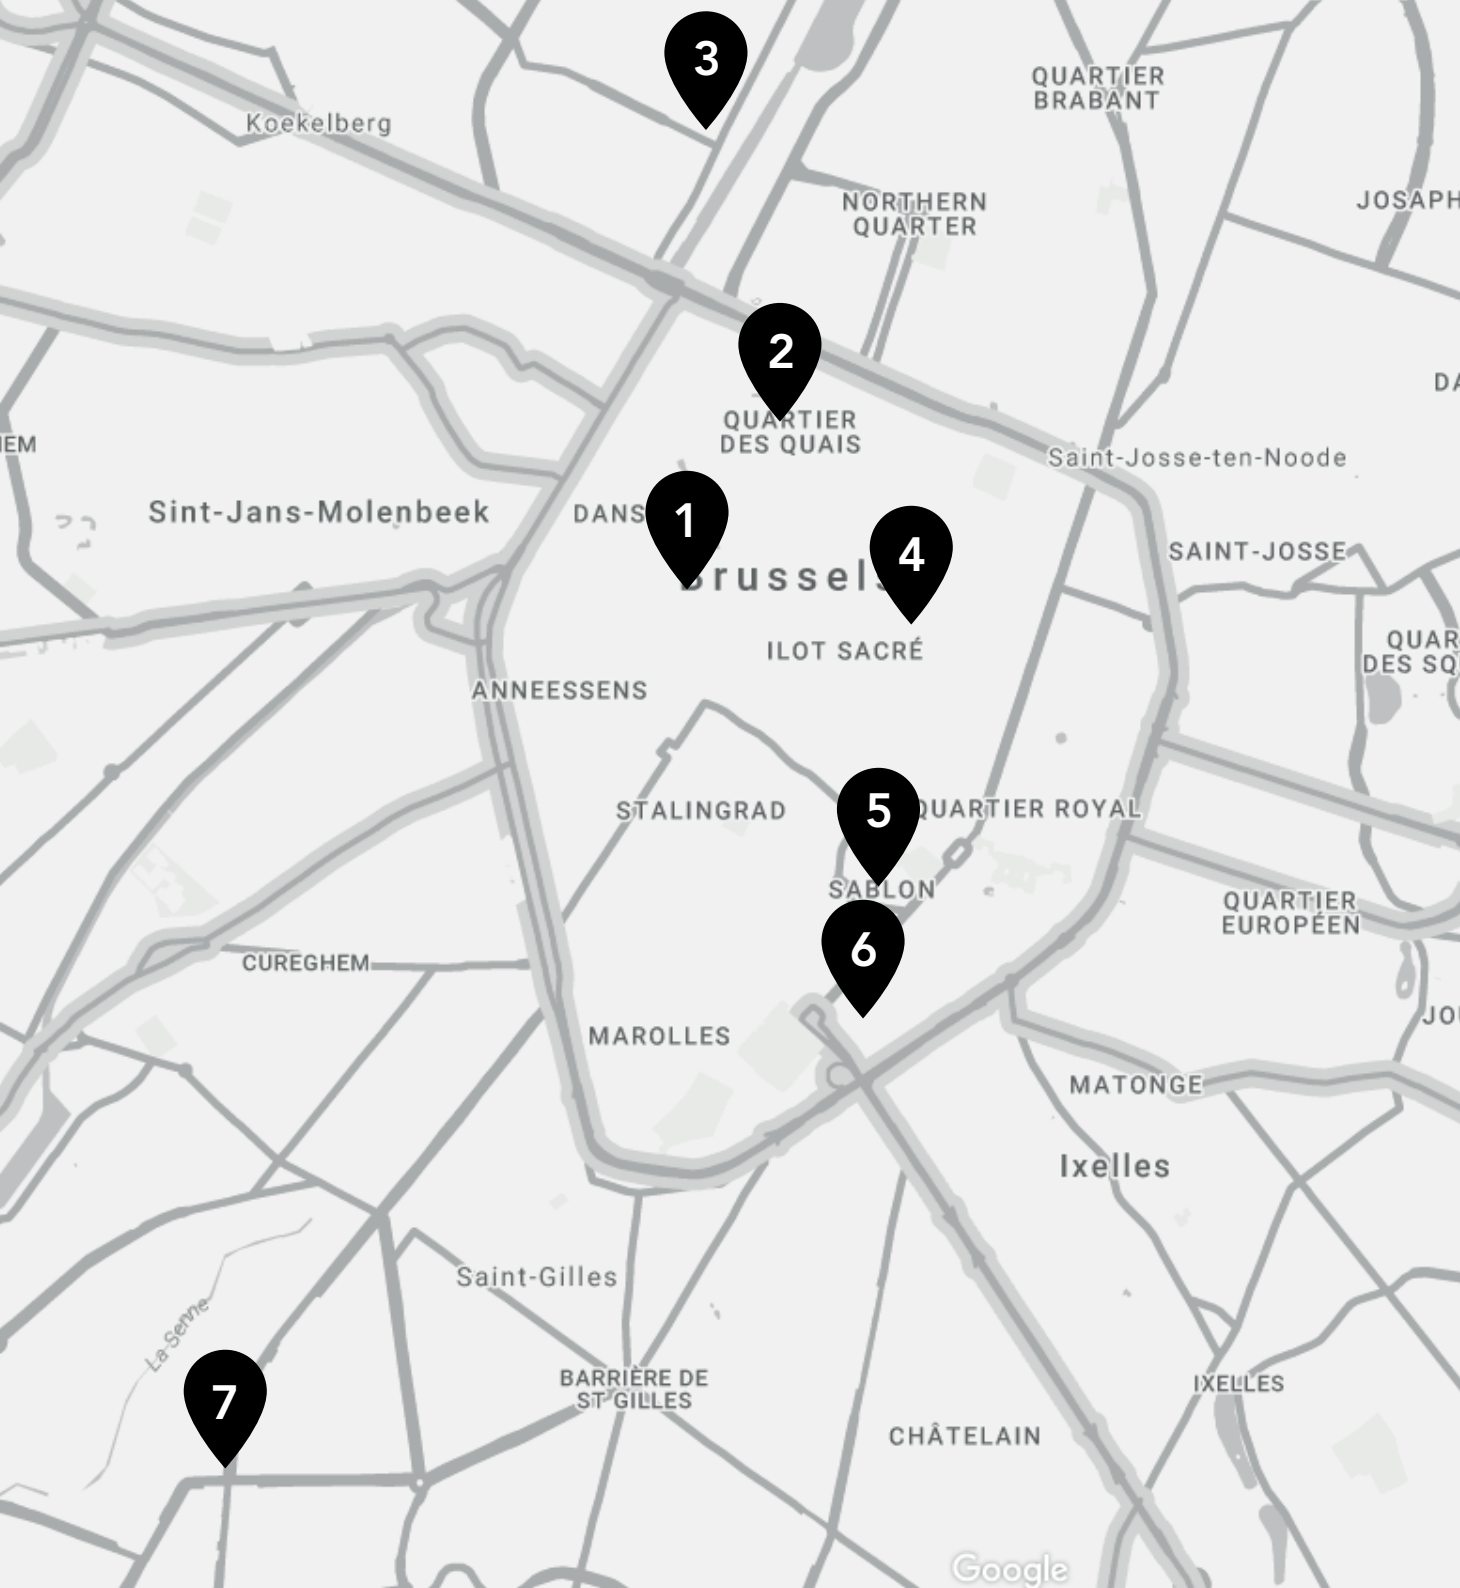 3
QUARTIER
BRABANT
Koekelberg
NORTHERN
QUARTER
JOSAPH
2
QUARTIER
DES QUAIS
DA
IEM
Saint-Josse-ten-Noode
Sint-Jans-Molenbeek
DANS
1
4
SAINT-JOSSE
Brussels
ILOT SACRÉ
QUAR
DES SQ
ANNEESSENS
STALINGRAD
5
QUARTIER ROYAL
SABLON
QUARTIER
EUROPÉEN
6
CUREGHEM
JOU
MAROLLES
MATONGE
Ixelles
Saint-Gilles
La Senne
7
BARRIÈRE DE
ST GILLES
IXELLES
CHÂTELAIN
Google